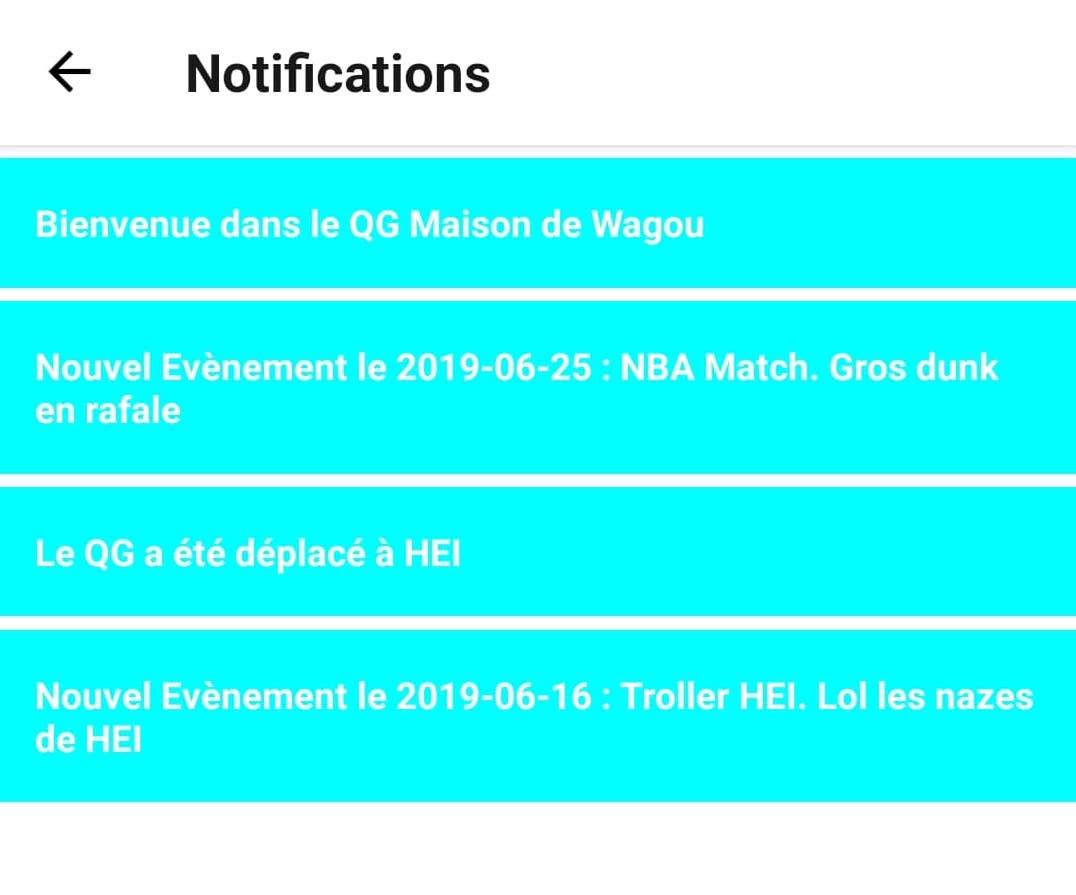 Notifications
Bienvenue dans le QG Maison de Wagou
Nouvel Evènement le 2019-06-25 : NBA Match. Gros dunk
en rafale
Le QG a été déplacé à HEI
Nouvel Evènement le 2019-06-16 : Troller HEI. Lol les nazes
de HEI